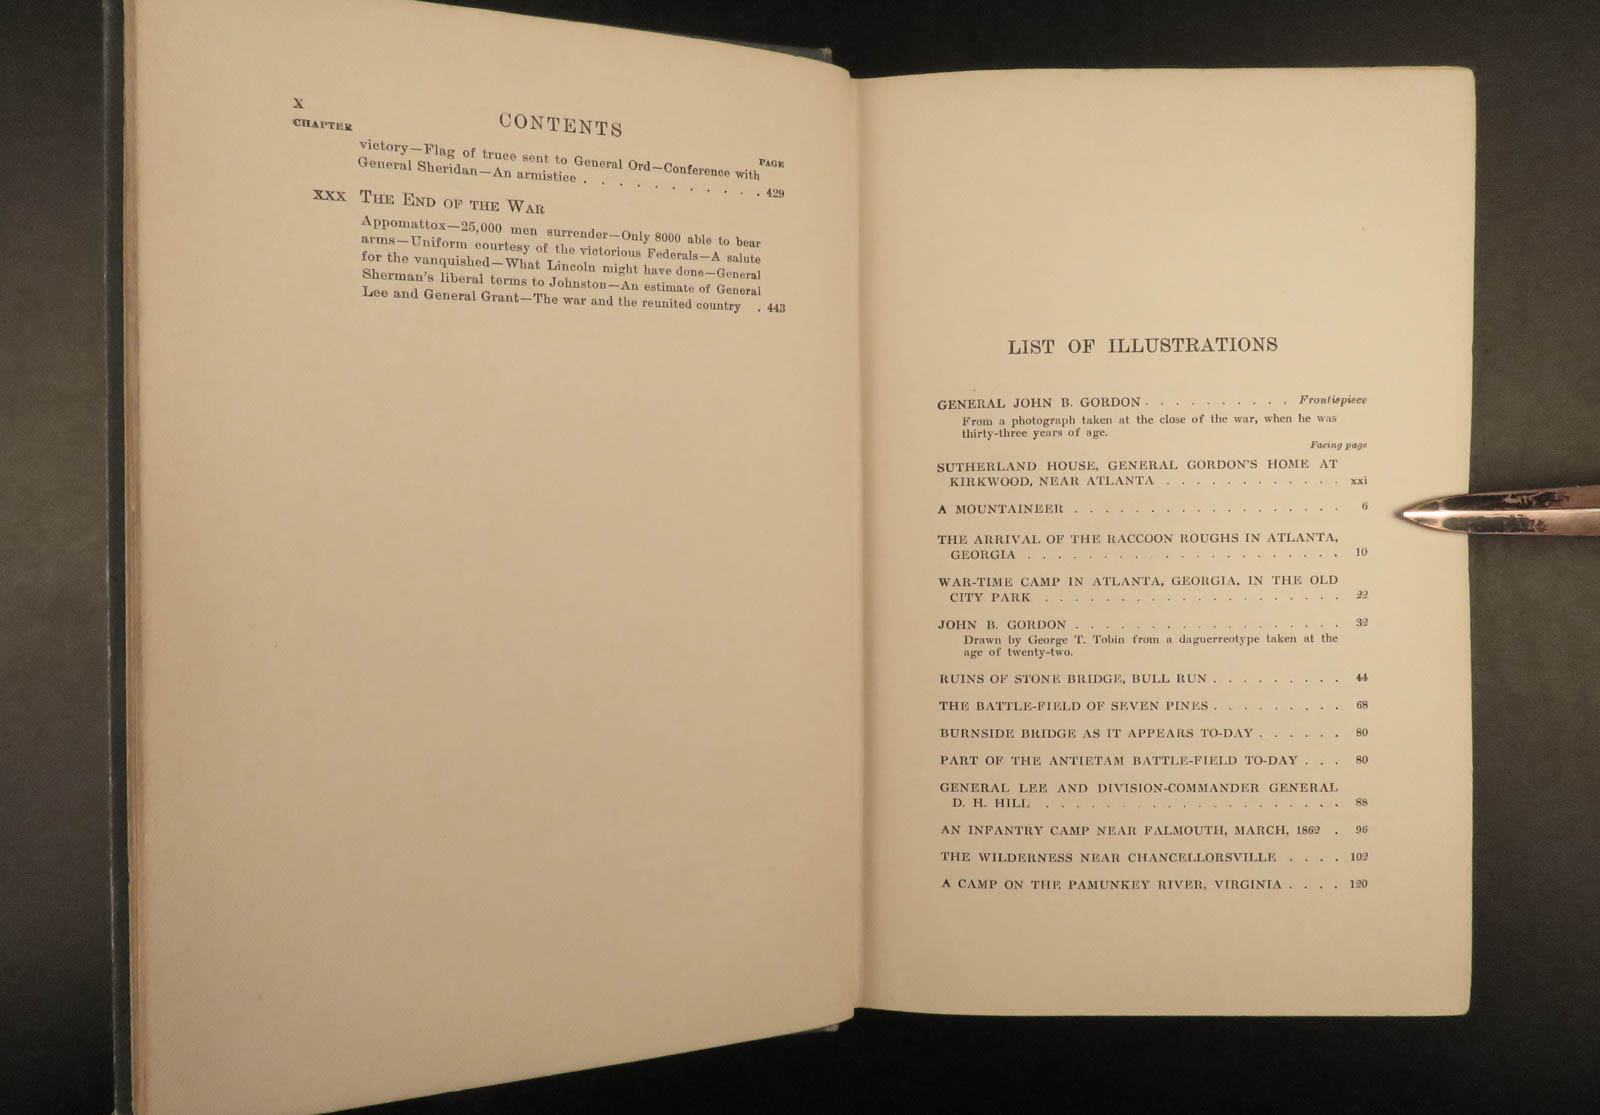 X
CONTENTS
CHAPTER
PAGE
victory—Flag of truce sent to General Ord—Conference with
General Sheridan—An armistice . . . . . . . . . . . 429
XXX THE END OF THE WAR
Appomattox—25,000 men surrender—Only 8000 able to bear
arms—Uniform courtesy of the victorious Federals—A salute
for the vanquished—What Lincoln might have done—General
Sherman's liberal terms to Johnston—An estimate of General
Lee and General Grant—The war and the reunited country . 443
LIST OF ILLUSTRATIONS
GENERAL JOHN B. GORDON . . . . . . . . . . Frontispiece
From a photograph taken at the close of the war, when he was
thirty-three years of age.
Facing page
SUTHERLAND HOUSE, GENERAL GORDON'S HOME AT
KIRKWOOD, NEAR ATLANTA . . . . . . . . . . . . xxi
A MOUNTAINEER . . . . . . . . . . . . . . . . . . 6
THE ARRIVAL OF THE RACCOON ROUGHS IN ATLANTA,
GEORGIA . . . . . . . . . . . . . . . . . . . . . 10
WAR-TIME CAMP IN ATLANTA, GEORGIA, IN THE OLD
CITY PARK . . . . . . . . . . . . . . . . . . . . 22
JOHN B. GORDON . . . . . . . . . . . . . . . . . . 32
Drawn by George T. Tobin from a daguerreotype taken at the
age of twenty-two.
RUINS OF STONE BRIDGE, BULL RUN . . . . . . . . . 44
THE BATTLE-FIELD OF SEVEN PINES . . . . . . . . . 68
BURNSIDE BRIDGE AS IT APPEARS TO-DAY . . . . . . 80
PART OF THE ANTIETAM BATTLE-FIELD TO-DAY . . . 80
GENERAL LEE AND DIVISION-COMMANDER GENERAL
D. H. HILL . . . . . . . . . . . . . . . . . . . . 88
AN INFANTRY CAMP NEAR FALMOUTH, MARCH, 1862 . 96
THE WILDERNESS NEAR CHANCELLORSVILLE . . . . 102
A CAMP ON THE PAMUNKEY RIVER, VIRGINIA . . . . 120